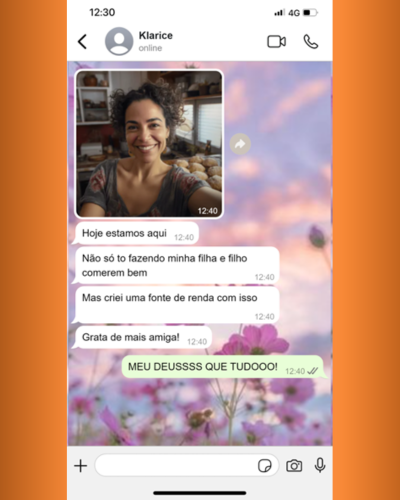 12:30
4G
Klarice
online
12:40
Hoje estamos aqui
12:40
Não só to fazendo minha filha e filho
comerem bem
12:40
Mas criei uma fonte de renda com isso
12:40
Grata de mais amiga!
12:40
MEU DEUSSSS QUE TUDOOO!
12:40